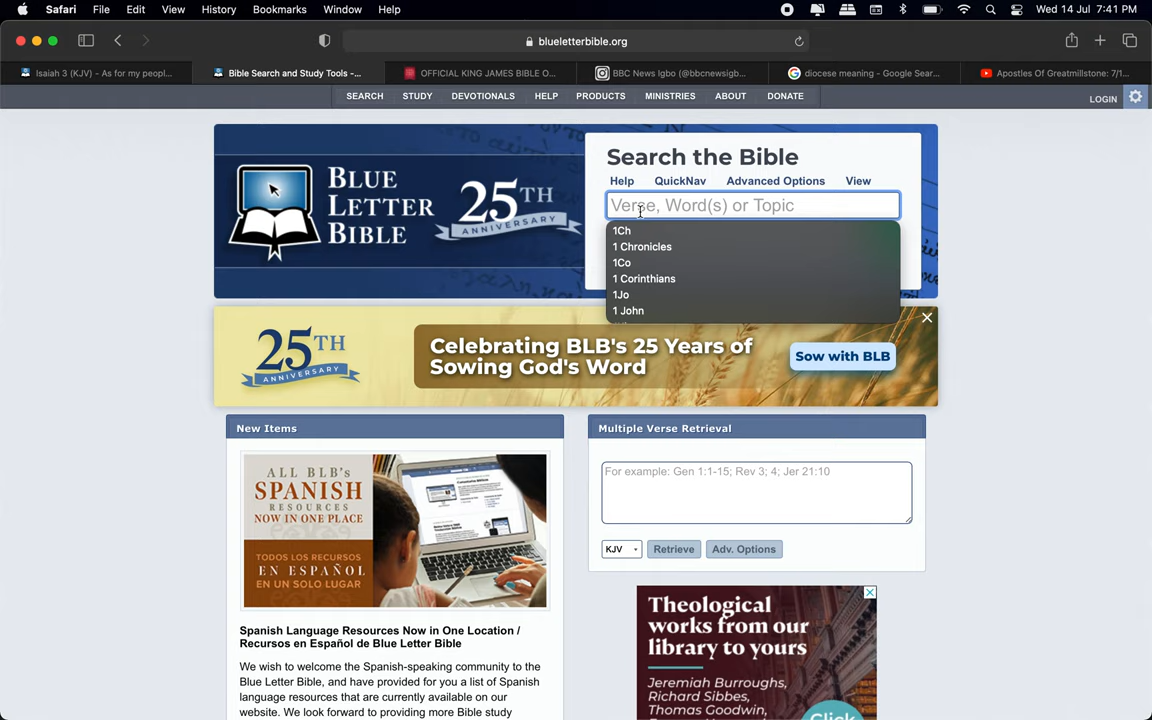 Safari File Edit View History Bookmarks Window Help Wed 14 Jul 7:41 PM
blueletterbible.org
Isaiah 3 (KJV) - As for my peopl... Bible Search and Study Tools -... OFFICIAL KING JAMES BIBLE O... BBC News Igbo (@bbcnewsigb... diocese meaning - Google Sear... Apostles Of Greatmillstone: 7/1...
SEARCH STUDY DEVOTIONALS HELP PRODUCTS MINISTRIES ABOUT DONATE LOGIN
BLUE
LETTER
BIBLE
25TH
ANNIVERSARY
Search the Bible
Help QuickNav Advanced Options View
Verse, Word(s) or Topic
1Ch
1 Chronicles
1Co
1 Corinthians
1Jo
1 John
25TH
ANNIVERSARY
Celebrating BLB's 25 Years of
Sowing God's Word
Sow with BLB
New Items
ALL BLB's
SPANISH
RESOURCES
NOW IN ONE PLACE
TODOS LOS RECURSOS
EN ESPAÑOL
EN UN SOLO LUGAR
Spanish Language Resources Now in One Location /
Recursos en Español de Blue Letter Bible
We wish to welcome the Spanish-speaking community to the
Blue Letter Bible, and have provided for you a list of Spanish
language resources that are currently available on our
website. We look forward to providing more Bible study
Multiple Verse Retrieval
For example: Gen 1:1-15; Rev 3; 4; Jer 21:10
KJV Retrieve Adv. Options
Theological
works from our
library to yours
Jeremiah Burroughs,
Richard Sibbes,
Thomas Goodwin,
Click